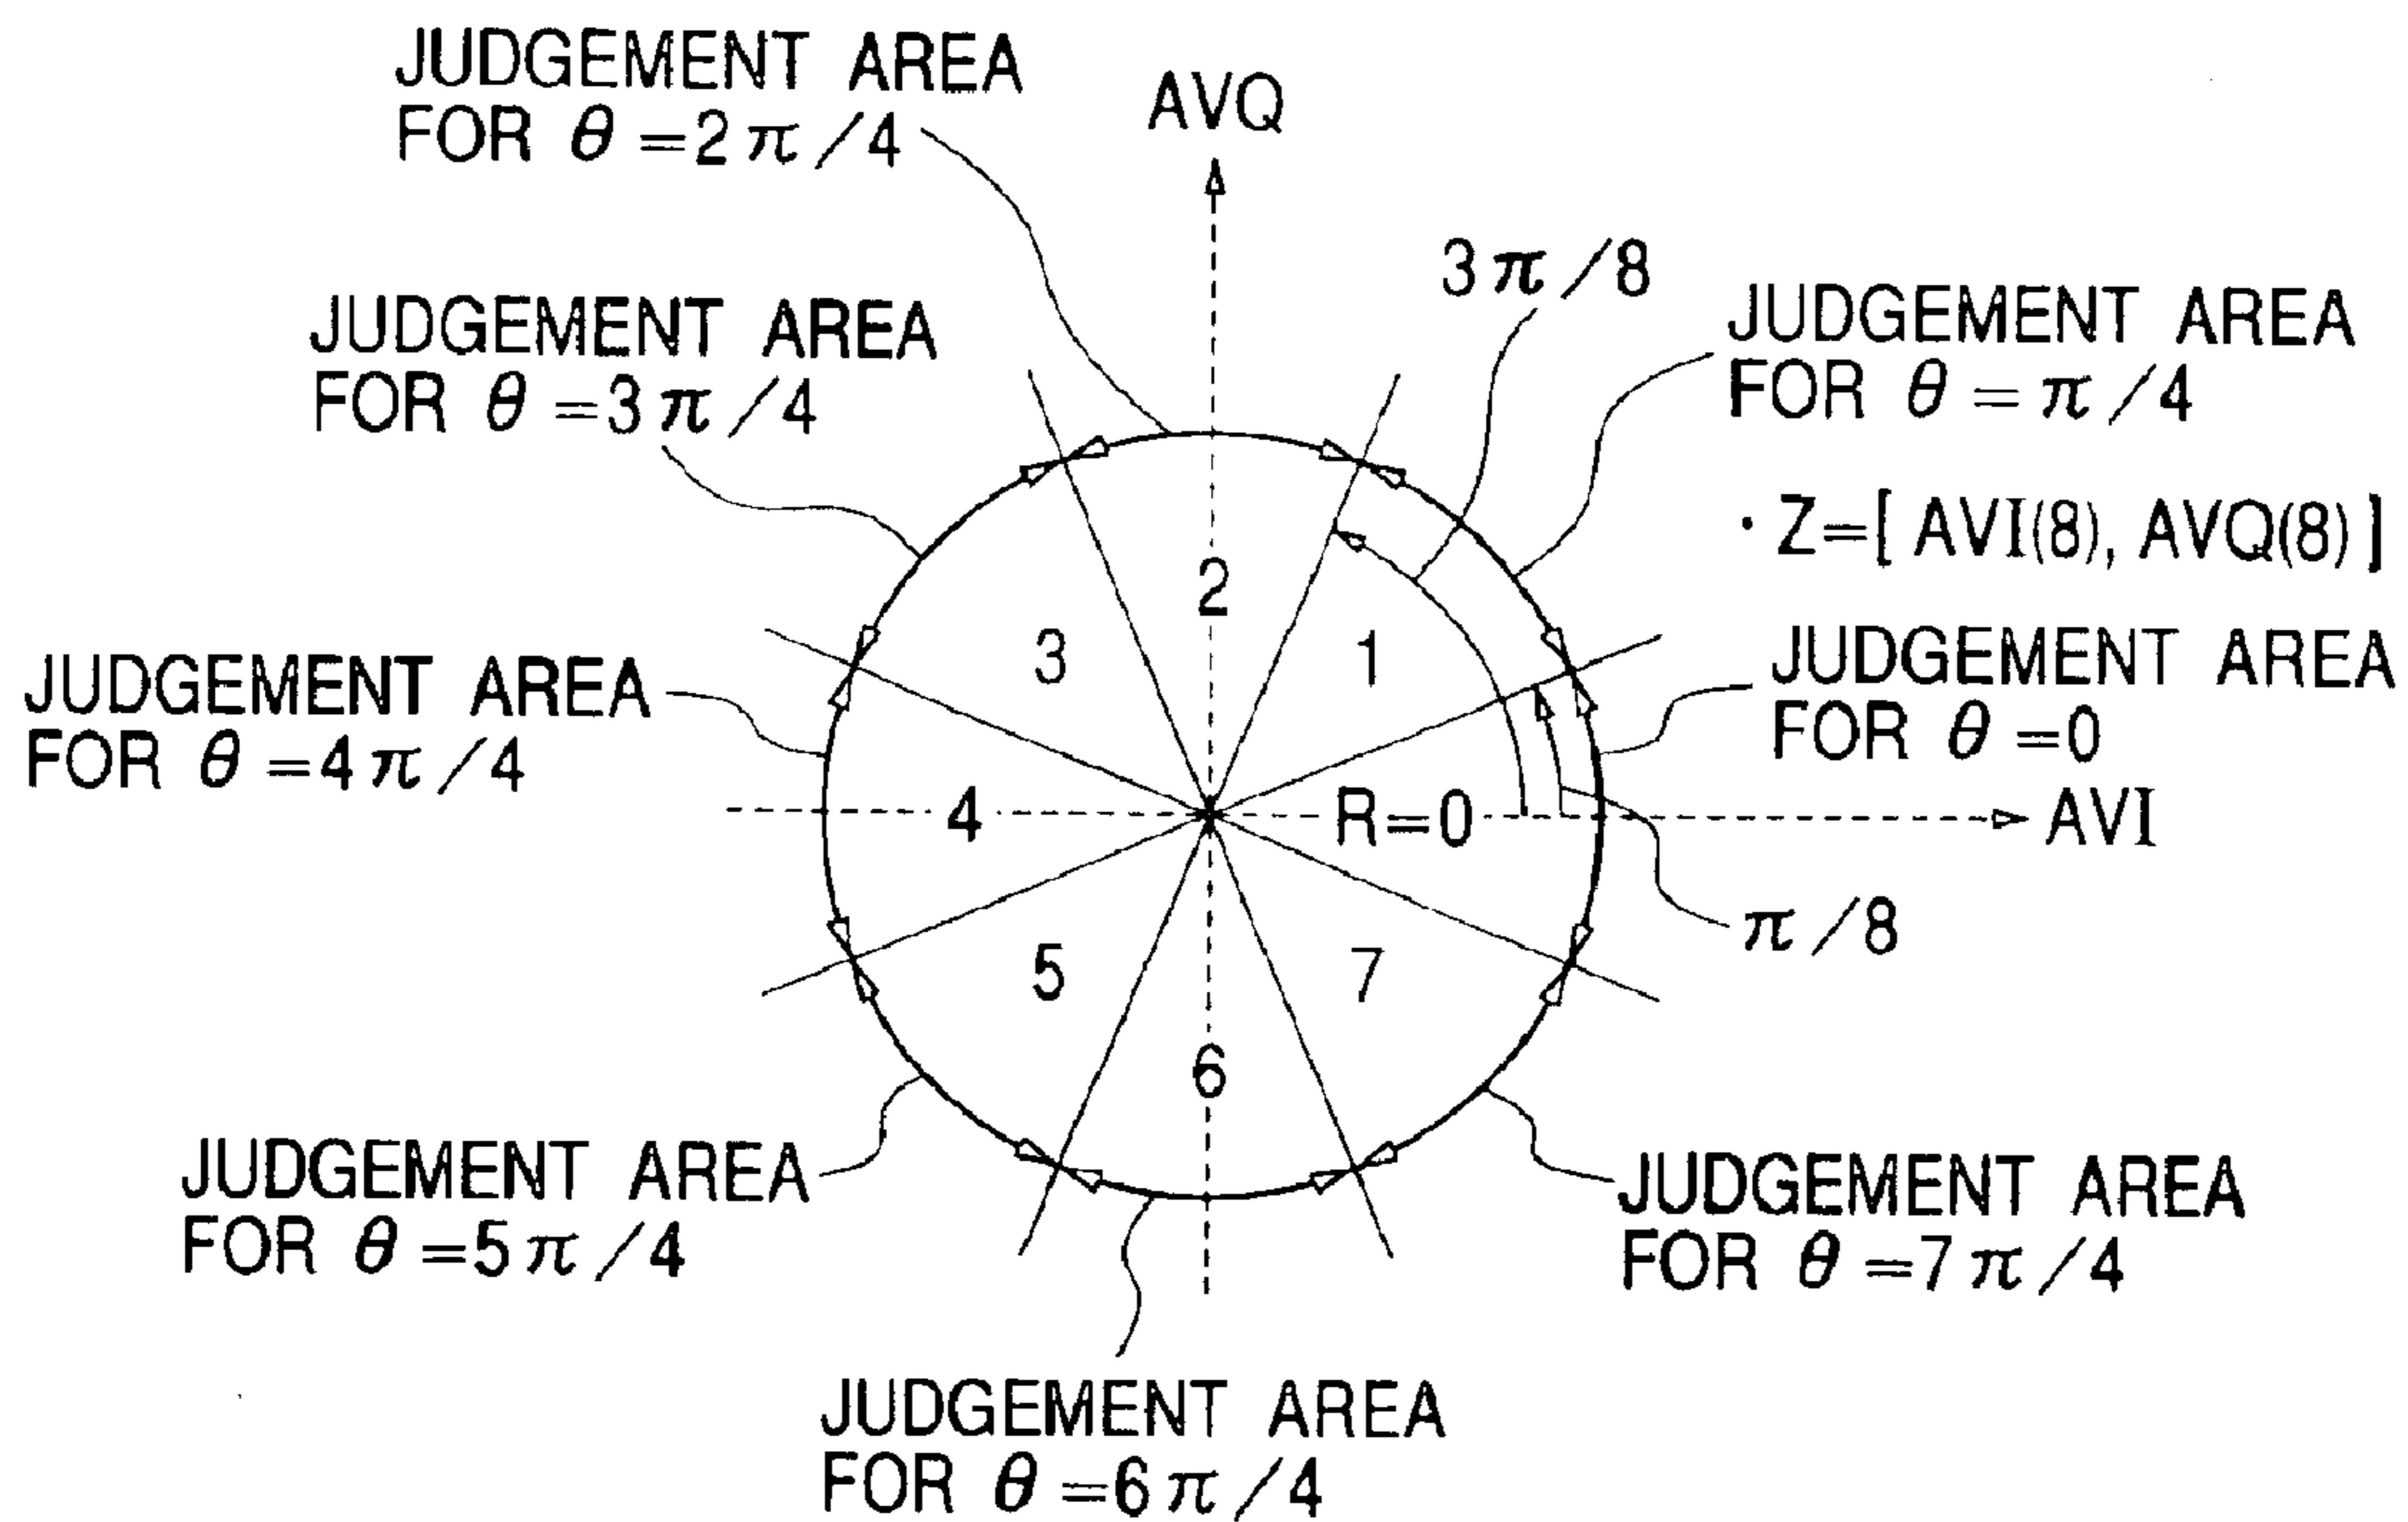 JUDGEMENT AREA
FOR θ =2π/4
AVQ
3π/8
JUDGEMENT AREA
FOR θ =π/4
JUDGEMENT AREA
FOR θ =3π/4
· Z=[ AVI(8), AVQ(8) ]
2
3
1
JUDGEMENT AREA
FOR θ =0
JUDGEMENT AREA
FOR θ =4π/4
4
R=0
AVI
π/8
5
7
6
JUDGEMENT AREA
FOR θ =5π/4
JUDGEMENT AREA
FOR θ =7π/4
JUDGEMENT AREA
FOR θ =6π/4